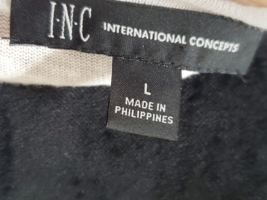 I·N·C INTERNATIONAL CONCEPTS
L
MADE IN
PHILIPPINES